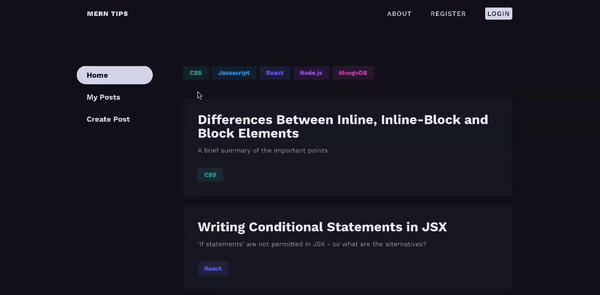 MERN TIPS
ABOUT REGISTER LOGIN
Home
My Posts
Create Post
CSS Javascript React Node.js MongoDB
Differences Between Inline, Inline-Block and
Block Elements
A brief summary of the important points
CSS
Writing Conditional Statements in JSX
'If statements' are not permitted in JSX - so what are the alternatives?
React